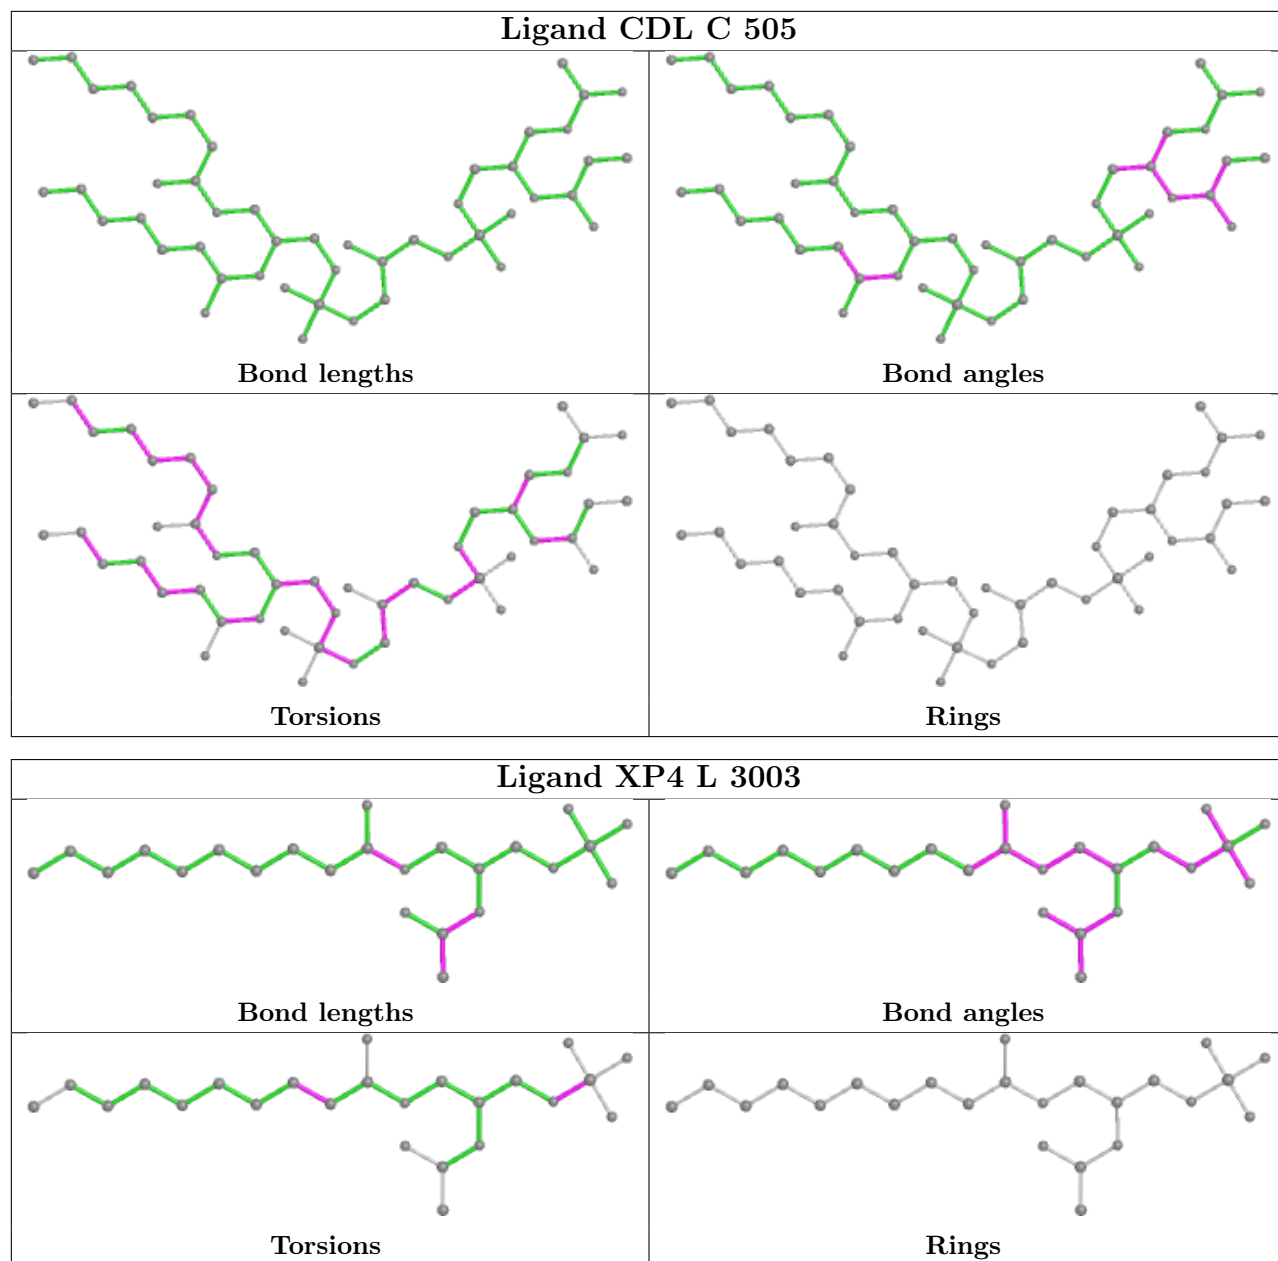 Ligand CDL C 505
Bond lengths
Bond angles
Torsions
Rings
Ligand XP4 L 3003
Bond lengths
Bond angles
Torsions
Rings